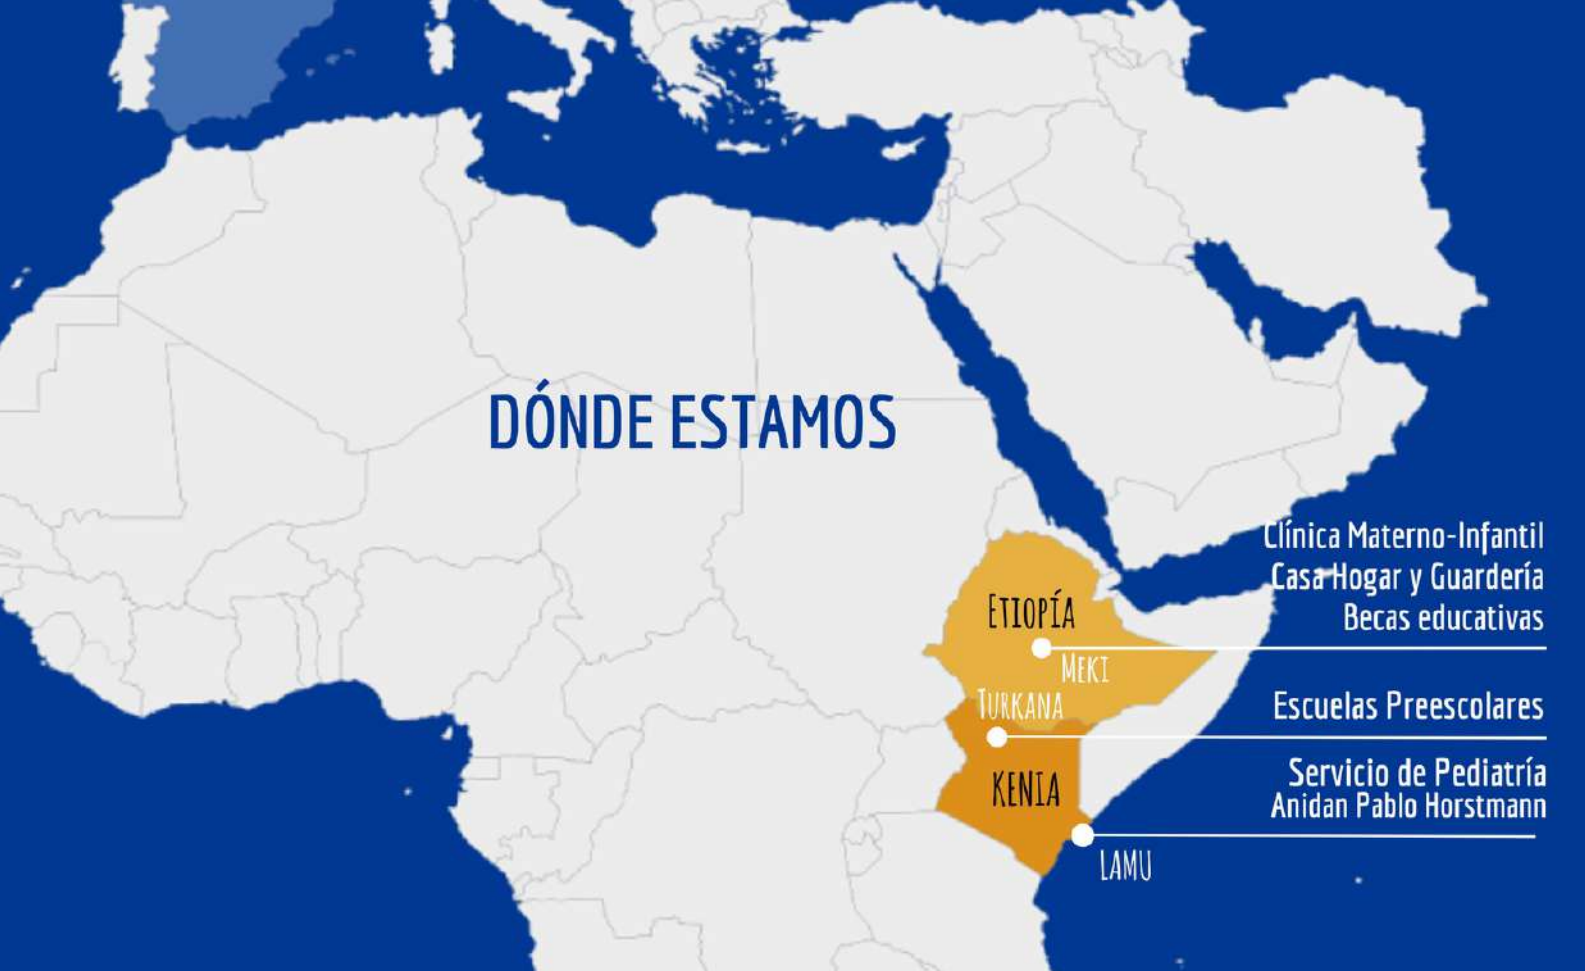 DÓNDE ESTAMOS
Clínica Materno-Infantil
Casa Hogar y Guardería
Becas educativas
ETIOPÍA
MEKI
TURKANA
Escuelas Preescolares
KENIA
Servicio de Pediatría
Anidan Pablo Horstmann
LAMU